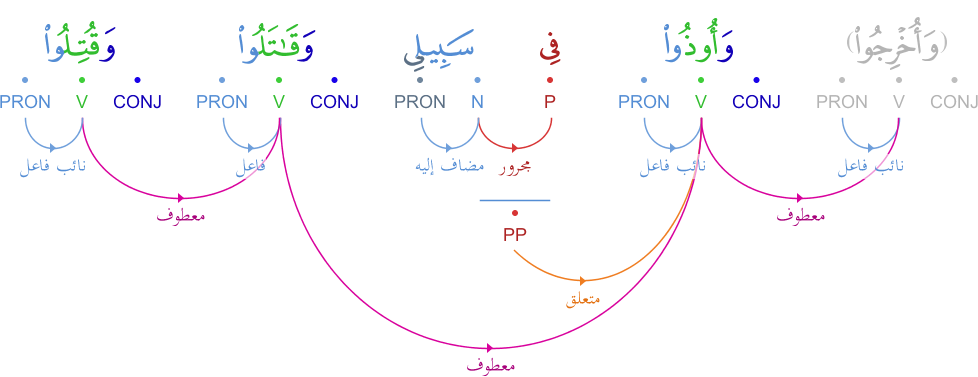 (وَأُخْرِجُوا۟) وَأُوذُوا۟ فِى سَبِيلِى وَقَـٰتَلُوا۟ وَقُتِلُوا۟
PRON V CONJ PRON V CONJ PRON N P PRON V CONJ PRON V CONJ
نائب فاعل نائب فاعل مجرور مضاف إليه فاعل نائب فاعل
معطوف معطوف
PP
متعلق
معطوف